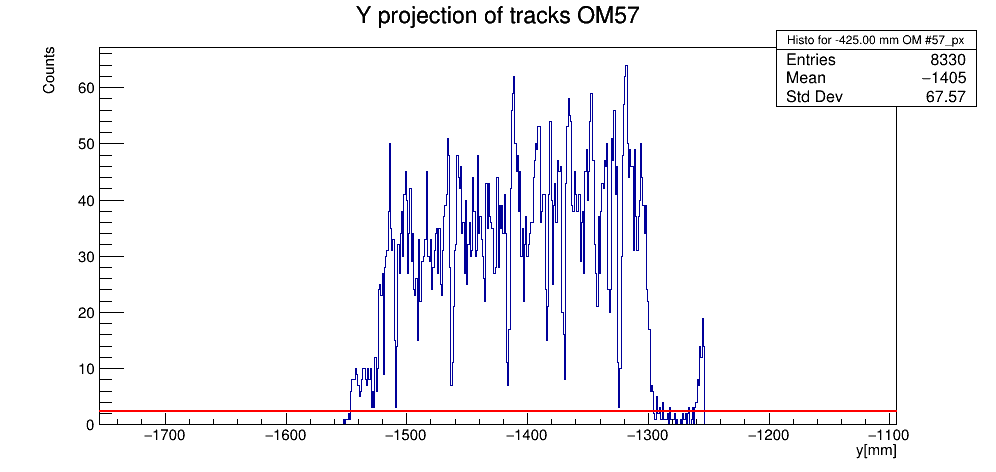 Y projection of tracks OM57
Histo for -425.00 mm OM #57_px
Entries 8330
Mean −1405
Std Dev 67.57
Counts
60
50
40
30
20
10
0
−1700 −1600 −1500 −1400 −1300 −1200 −1100
y[mm]